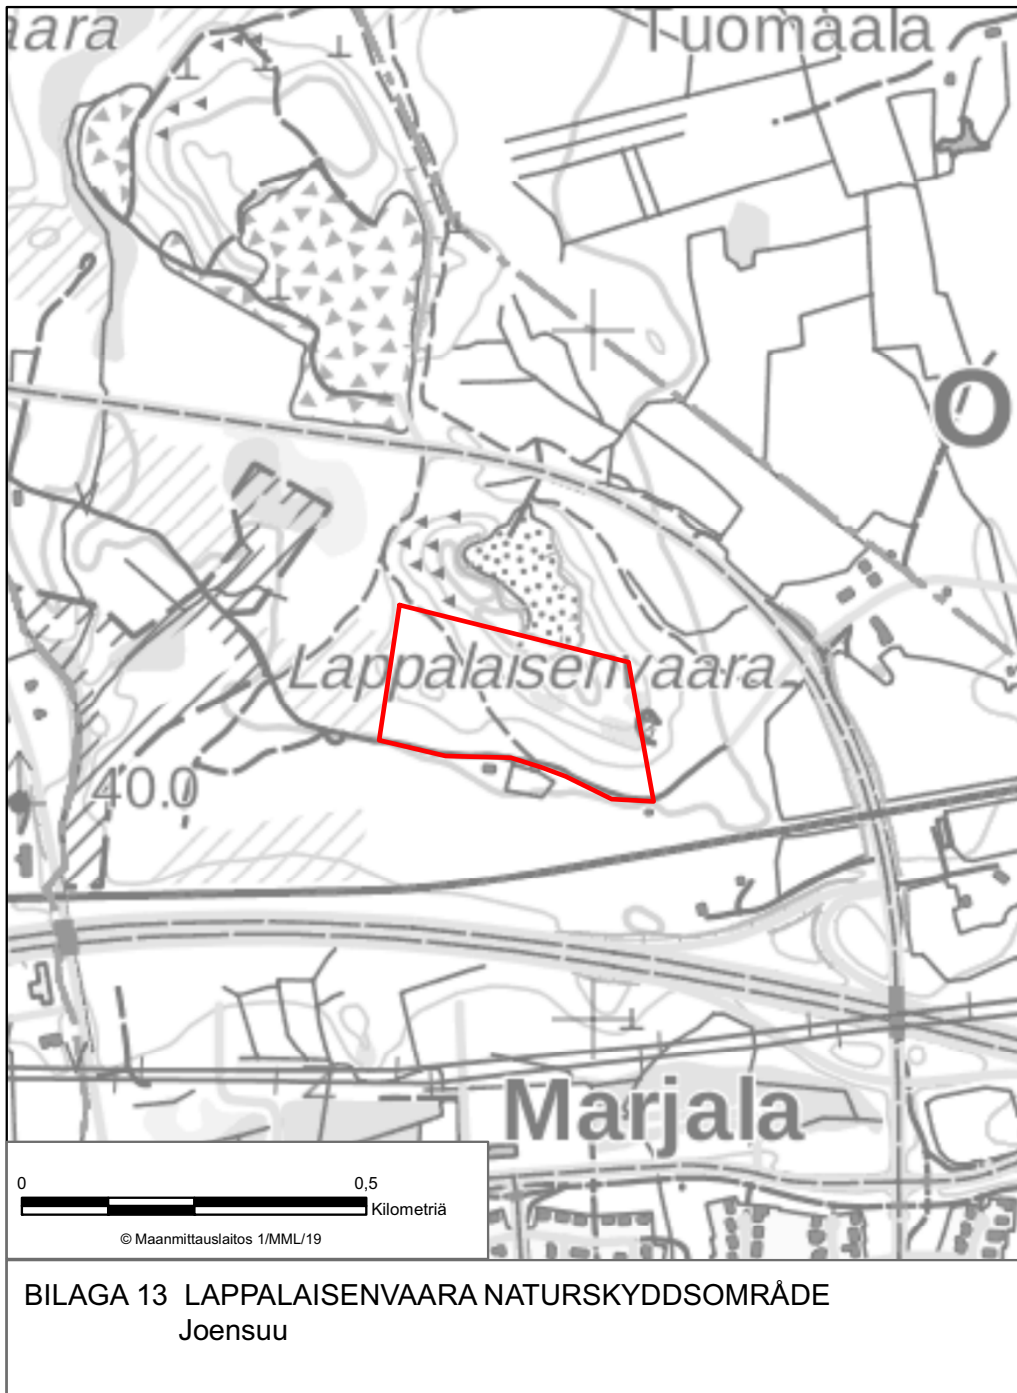 aara
Tuomaala
O
Lappalaisenvaara
40.0
Marjala
0 0,5
Kilometriä
© Maanmittauslaitos 1/MML/19
BILAGA 13 LAPPALAISENVAARA NATURSKYDDSOMRÅDE
Joensuu